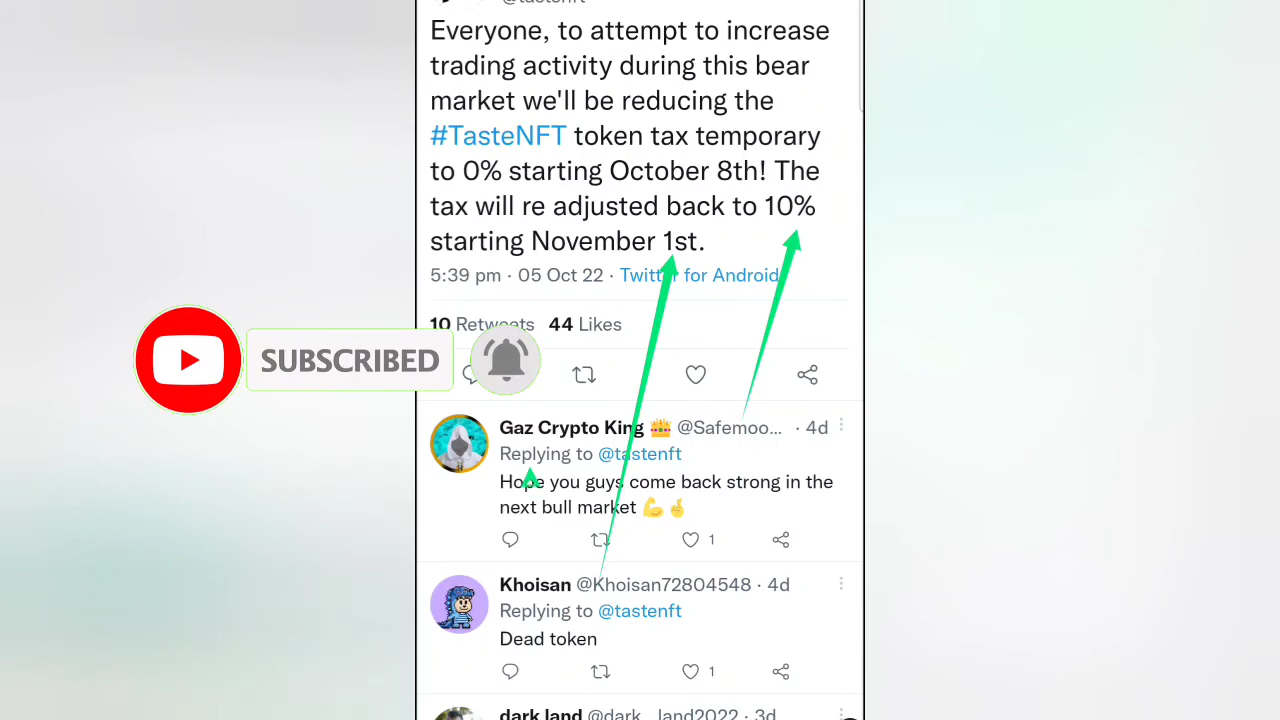 @tastenft
Everyone, to attempt to increase
trading activity during this bear
market we'll be reducing the
#TasteNFT token tax temporary
to 0% starting October 8th! The
tax will re adjusted back to 10%
starting November 1st.
5:39 pm · 05 Oct 22 · Twitter for Android
10 Retweets 44 Likes
SUBSCRIBED
Gaz Crypto King 👑 @Safemoo... · 4d
Replying to @tastenft
Hope you guys come back strong in the
next bull market 💪🤞
1
Khoisan @Khoisan72804548 · 4d
Replying to @tastenft
Dead token
1
dark land @dark_land2022 · 3d